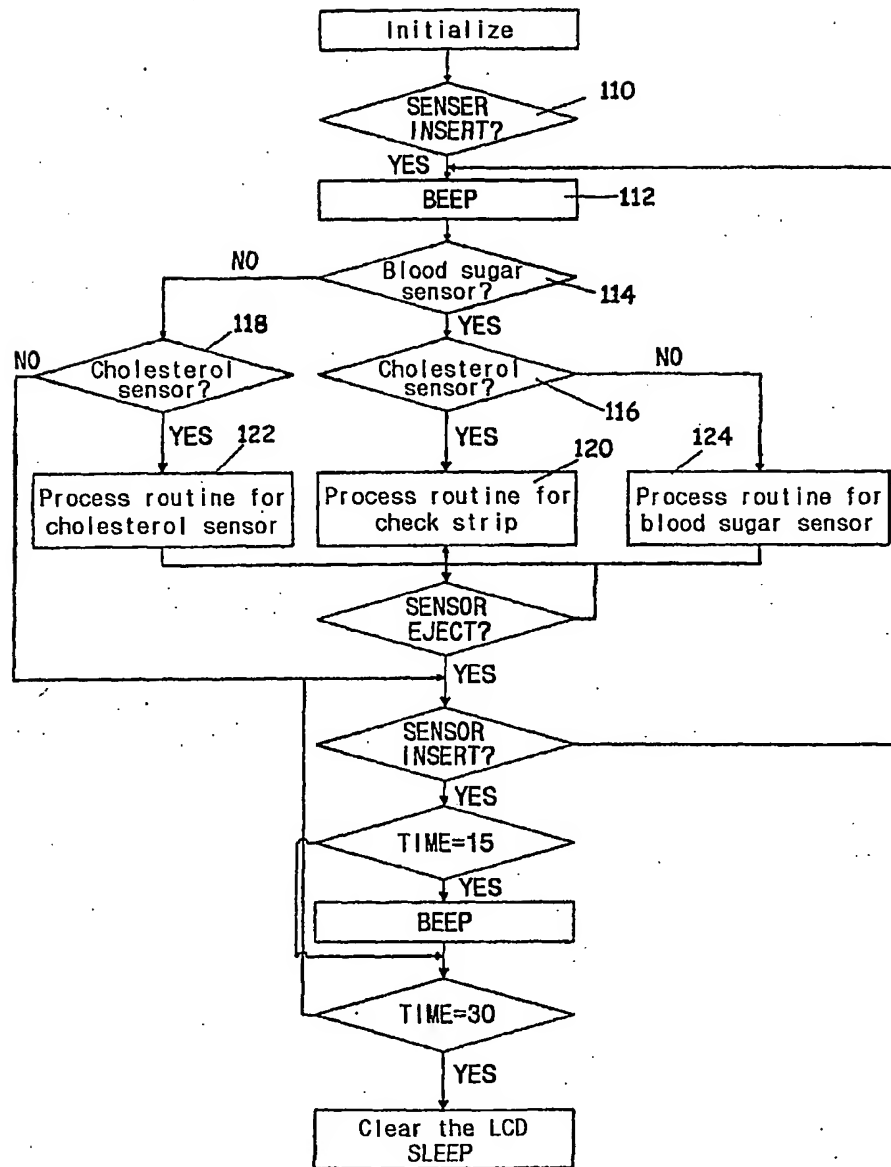 Initialize
SENSER
INSERT?
110
YES
BEEP
112
NO
Blood sugar
sensor?
114
118
YES
NO
Cholesterol
sensor?
Cholesterol
sensor?
NO
116
YES
122
YES
120
124
Process routine for
cholesterol sensor
Process routine for
check strip
Process routine for
blood sugar sensor
SENSOR
EJECT?
YES
SENSOR
INSERT?
YES
TIME=15
YES
BEEP
TIME=30
YES
Clear the LCD
SLEEP